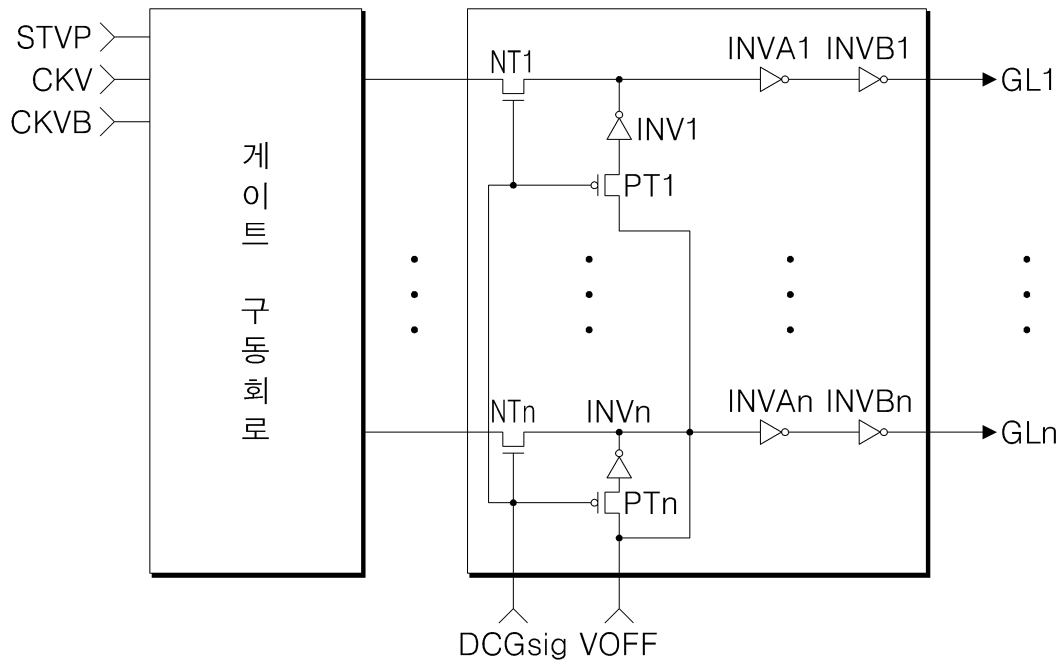 STVP
CKV
CKVB
게이트 구동회로
NT1
INVA1 INVB1
GL1
INV1
PT1
NTn
INVn
INVAn INVBn
GLn
PTn
DCGsig VOFF